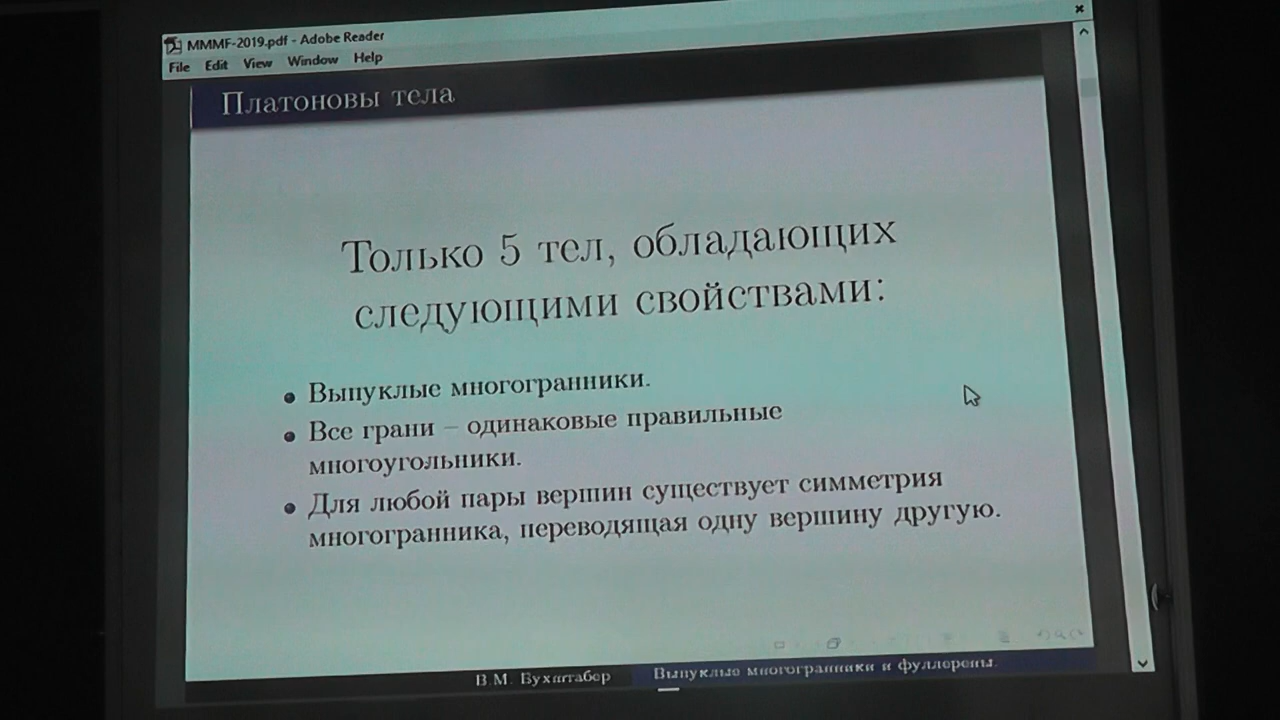 MMMF-2019.pdf - Adobe Reader
File Edit View Window Help
Платоновы тела
Только 5 тел, обладающих
следующими свойствами:
Выпуклые многогранники.
Все грани – одинаковые правильные
многоугольники.
Для любой пары вершин существует симметрия
многогранника, переводящая одну вершину другую.
В.М. Бухштабер
Выпуклые многогранники и фуллерены.